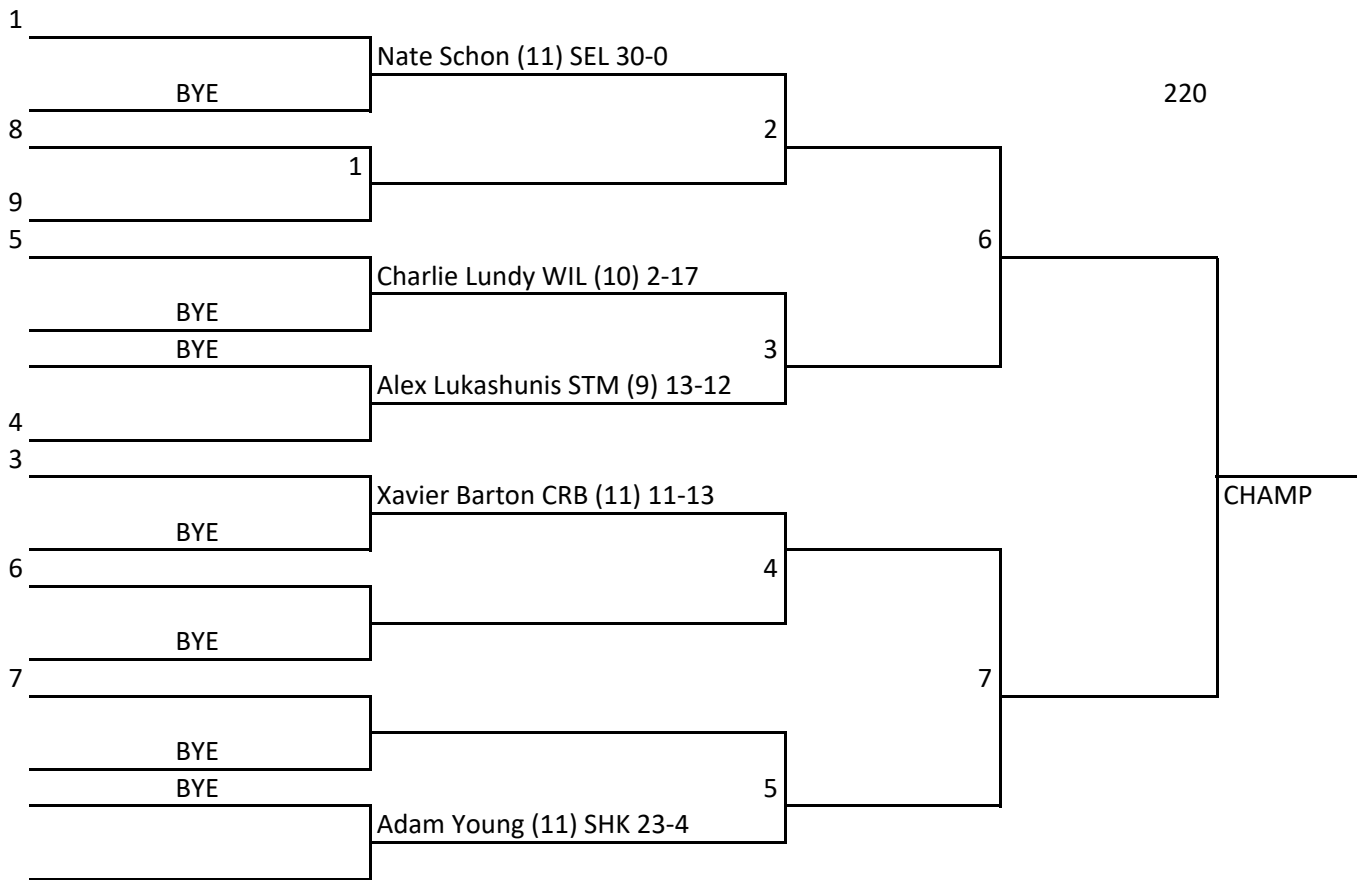 1
Nate Schon (11) SEL 30-0
BYE
220
8
2
1
9
5
6
Charlie Lundy WIL (10) 2-17
BYE
BYE
3
Alex Lukashunis STM (9) 13-12
4
3
Xavier Barton CRB (11) 11-13
CHAMP
BYE
6
4
BYE
7
7
BYE
BYE
5
Adam Young (11) SHK 23-4